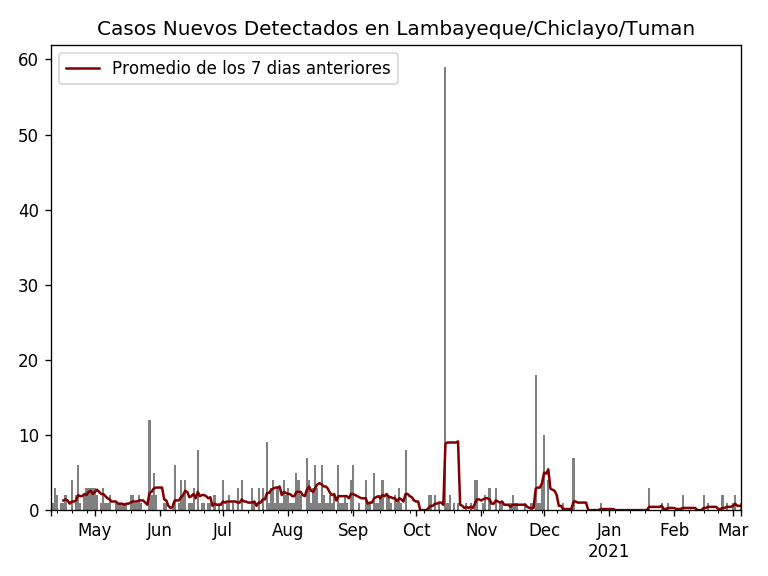 Casos Nuevos Detectados en Lambayeque/Chiclayo/Tuman
Promedio de los 7 dias anteriores
60
50
40
30
20
10
0
May Jun Jul Aug Sep Oct Nov Dec Jan Feb Mar
2021